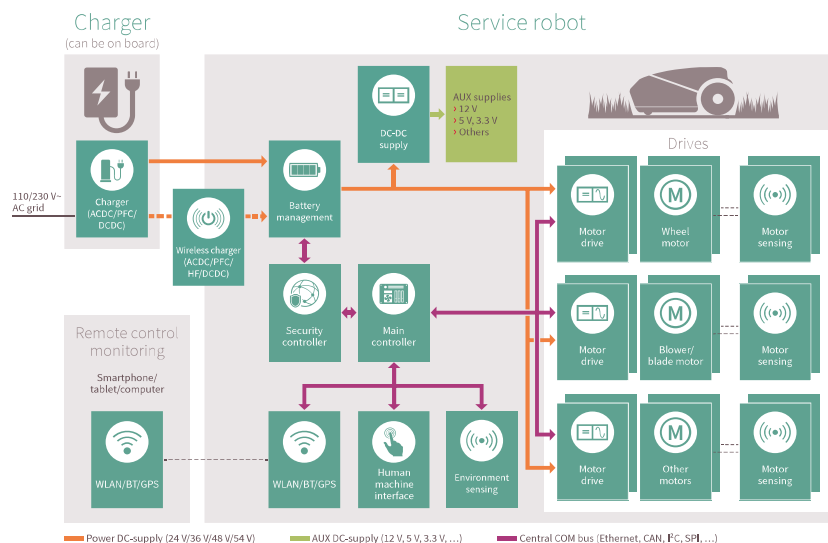 Charger
(can be on board)
Service robot
AUX supplies
› 12 V
› 5 V, 3.3 V
› Others
DC-DC
supply
Drives
110/230 V~
AC grid
Charger
(ACDC/PFC/
DCDC)
Wireless charger
(ACDC/PFC/
HF/DCDC)
Battery
management
Motor
drive
M
Wheel
motor
Motor
sensing
Security
controller
Main
controller
Motor
drive
M
Blower/
blade motor
Motor
sensing
Remote control
monitoring
Smartphone/
tablet/computer
WLAN/BT/GPS
WLAN/BT/GPS
Human
machine
interface
Environment
sensing
Motor
drive
M
Other
motors
Motor
sensing
Power DC-supply (24 V/36 V/48 V/54 V)
AUX DC-supply (12 V, 5 V, 3.3 V, …)
Central COM bus (Ethernet, CAN, I²C, SPI, …)